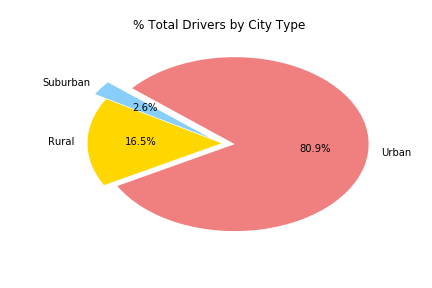 % Total Drivers by City Type
Suburban
2.6%
Rural
16.5%
80.9%
Urban